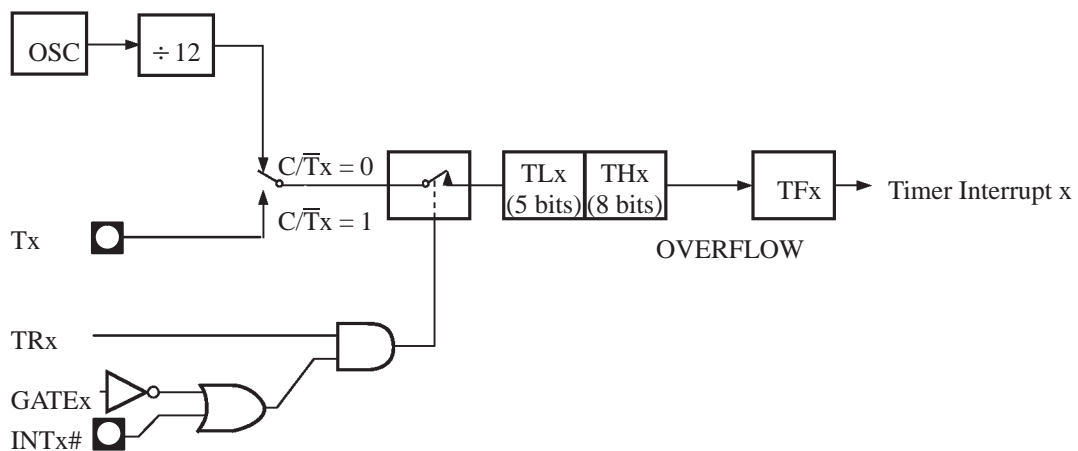 OSC
÷ 12
C/T̅x = 0
C/T̅x = 1
TLx
(5 bits)
THx
(8 bits)
TFx
Timer Interrupt x
OVERFLOW
Tx
TRx
GATEx
INTx#